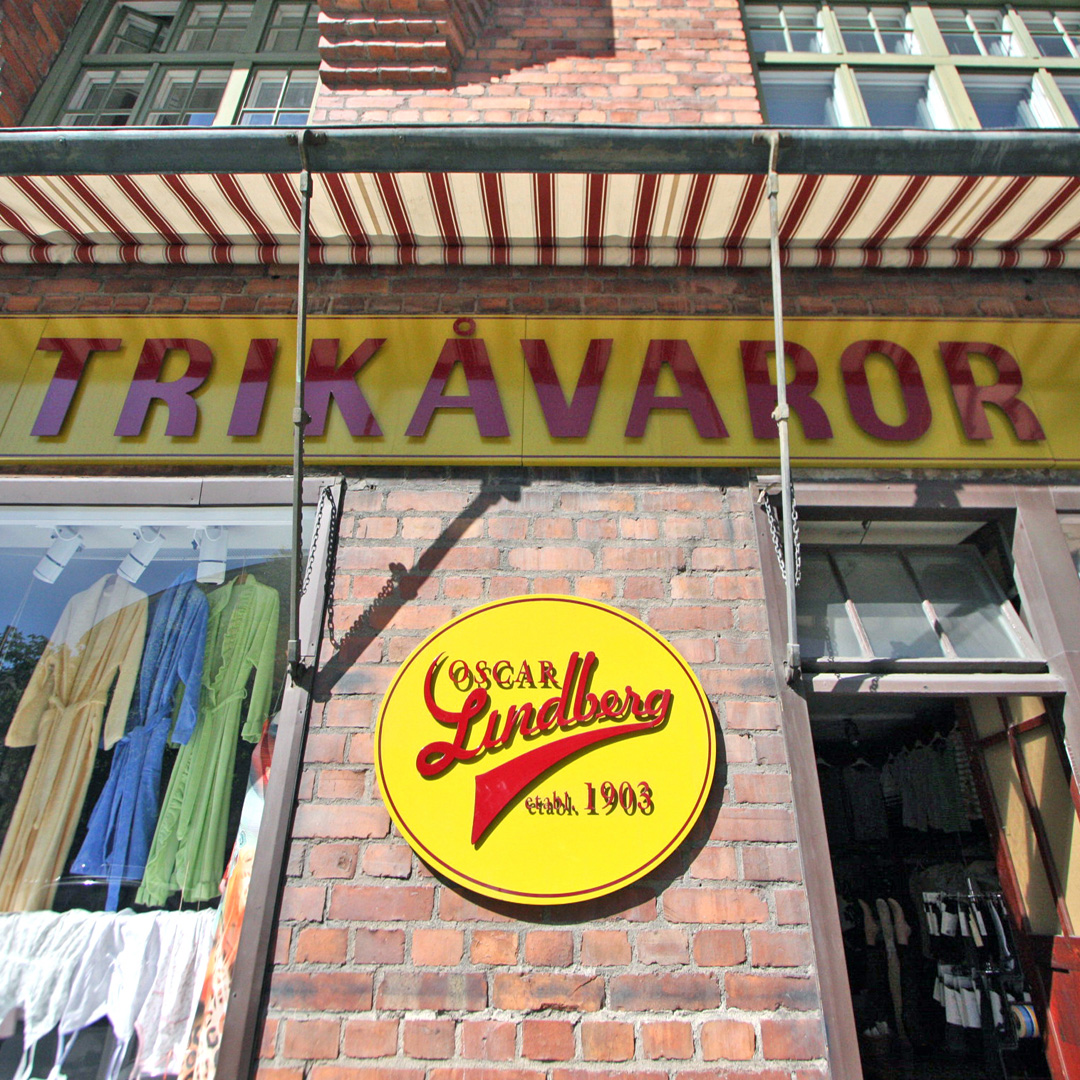 TRIKÅVAROR
OSCAR
Lindberg
etabl. 1903